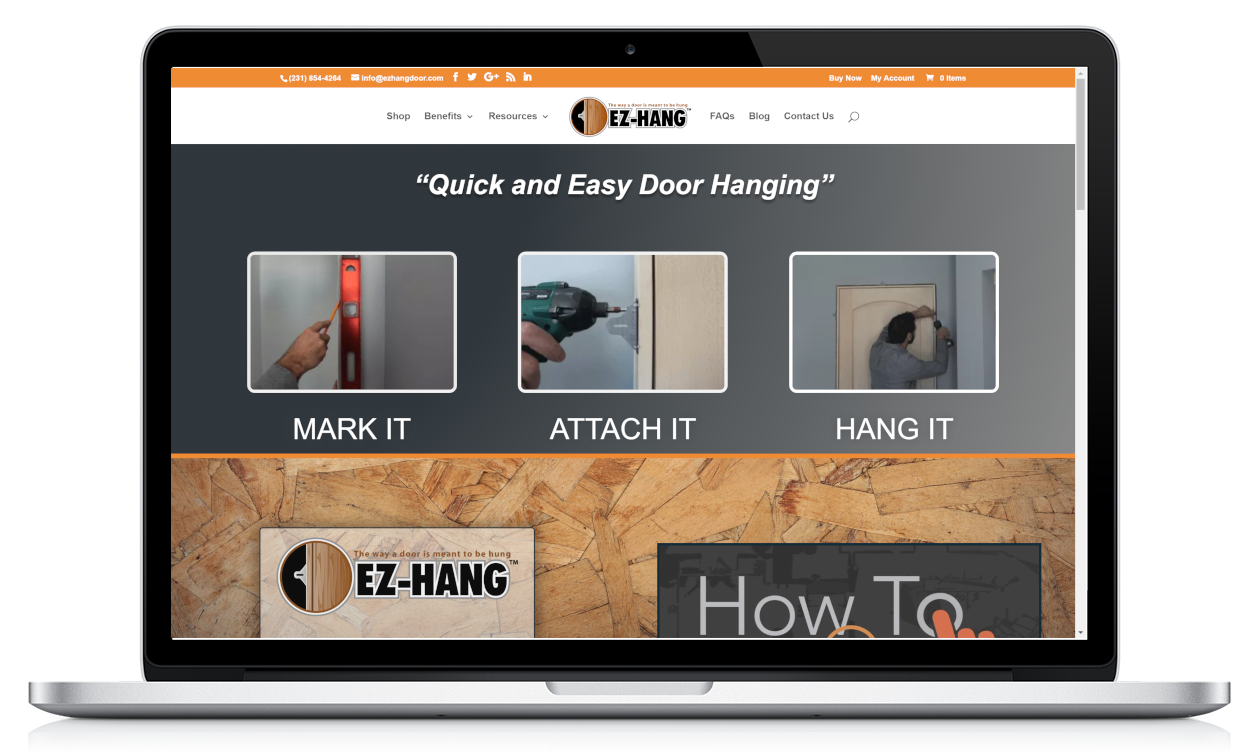 (231) 854-4264 info@ezhangdoor.com f G+ in Buy Now My Account 0 Items
Shop Benefits Resources
The way a door is meant to be hung
EZ-HANG™
FAQs Blog Contact Us
“Quick and Easy Door Hanging”
MARK IT ATTACH IT HANG IT
The way a door is meant to be hung
EZ-HANG™
How To